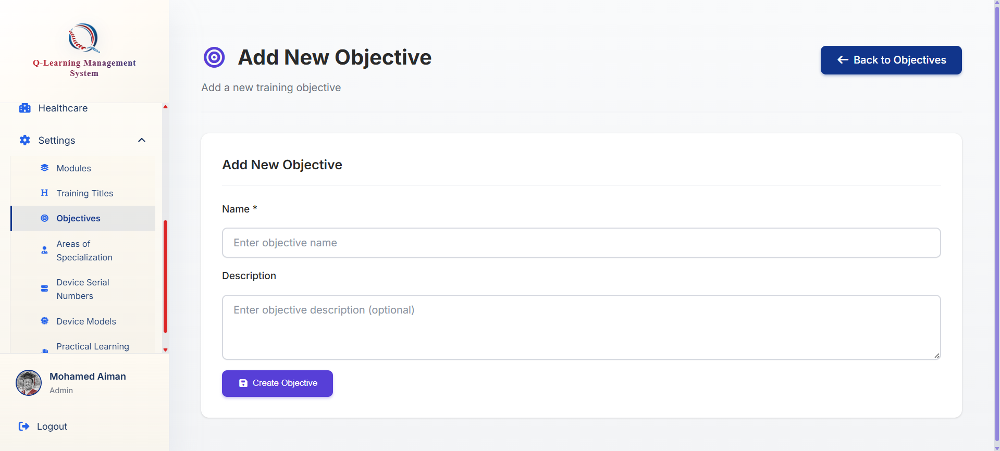 Q-Learning Management
System
Healthcare
Settings
Modules
Training Titles
Objectives
Areas of
Specialization
Device Serial
Numbers
Device Models
Practical Learning
Mohamed Aiman
Admin
Logout
Add New Objective
Add a new training objective
Back to Objectives
Add New Objective
Name *
Enter objective name
Description
Enter objective description (optional)
Create Objective